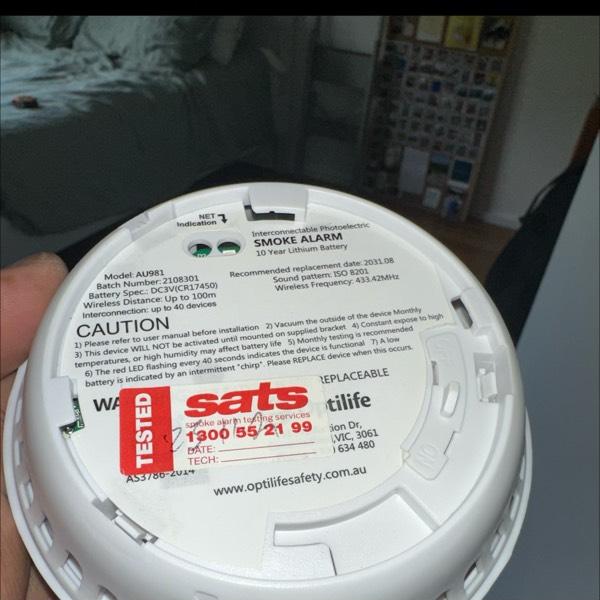 NET
Indication
Interconnectable Photoelectric
SMOKE ALARM
10 Year Lithium Battery
Model: AU981
Batch Number: 2108301
Battery Spec.: DC3V(CR17450)
Wireless Distance: Up to 100m
Interconnection: up to 40 devices
Recommended replacement date: 2031.08
Sound pattern: ISO 8201
Wireless Frequency: 433.42MHz
CAUTION
1) Please refer to user manual before installation 2) Vacuum the outside of the device Monthly
3) This device WILL NOT be activated until mounted on supplied bracket 4) Constant expose to high
temperatures, or high humidity may affect battery life 5) Monthly testing is recommended
6) The red LED flashing every 40 seconds indicates the device is functional 7) A low
battery is indicated by an intermittent "chirp". Please REPLACE device when this occurs.
WA
EPLACEABLE
TESTED
sats
smoke alarm testing services
1300 55 21 99
DATE:
TECH:
tilife
ion Dr,
,VIC, 3061
634 480
AS3786-2014
www.optilifesafety.com.au